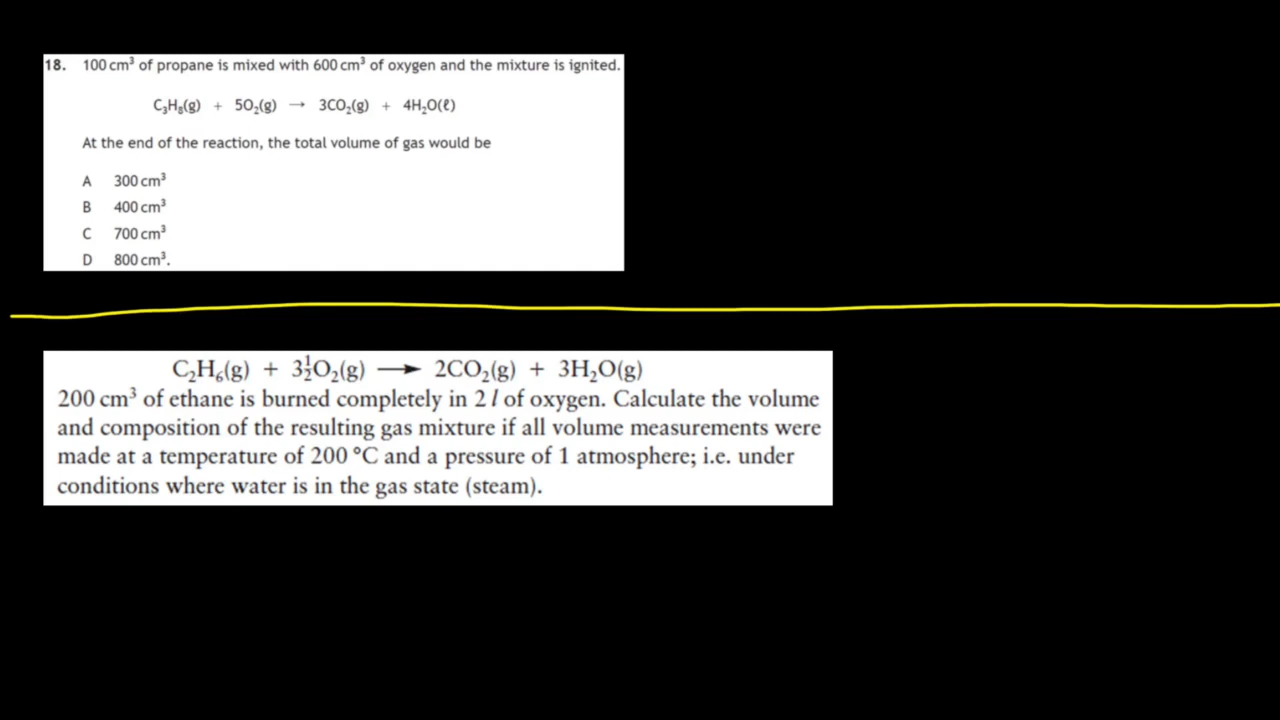 18. 100 cm³ of propane is mixed with 600 cm³ of oxygen and the mixture is ignited.
C₃H₈(g) + 5O₂(g) → 3CO₂(g) + 4H₂O(ℓ)
At the end of the reaction, the total volume of gas would be
A 300 cm³
B 400 cm³
C 700 cm³
D 800 cm³.
C₂H₆(g) + 3½O₂(g) ⟶ 2CO₂(g) + 3H₂O(g)
200 cm³ of ethane is burned completely in 2 l of oxygen. Calculate the volume
and composition of the resulting gas mixture if all volume measurements were
made at a temperature of 200 °C and a pressure of 1 atmosphere; i.e. under
conditions where water is in the gas state (steam).